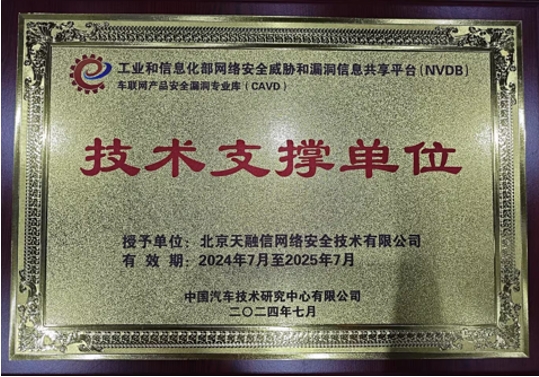 工业和信息化部网络安全威胁和漏洞信息共享平台(NVDB)
车联网产品安全漏洞专业库(CAVD)
技术支撑单位
授予单位：北京天融信网络安全技术有限公司
有 效 期：2024年7月至2025年7月
中国汽车技术研究中心有限公司
二〇二四年七月